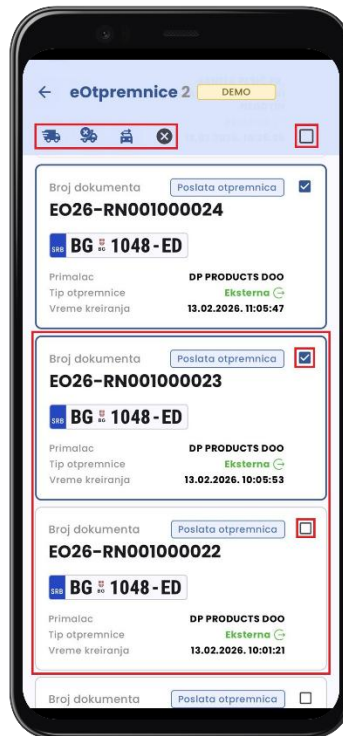 eOtpremnice 2 DEMO
Broj dokumenta Poslata otpremnica
EO26-RN001000024
SRB BG BG 1048-ED
Primalac DP PRODUCTS DOO
Tip otpremnice Eksterna
Vreme kreiranja 13.02.2026. 11:05:47
Broj dokumenta Poslata otpremnica
EO26-RN001000023
SRB BG BG 1048-ED
Primalac DP PRODUCTS DOO
Tip otpremnice Eksterna
Vreme kreiranja 13.02.2026. 10:05:53
Broj dokumenta Poslata otpremnica
EO26-RN001000022
SRB BG BG 1048-ED
Primalac DP PRODUCTS DOO
Tip otpremnice Eksterna
Vreme kreiranja 13.02.2026. 10:01:21
Broj dokumenta Poslata otpremnica